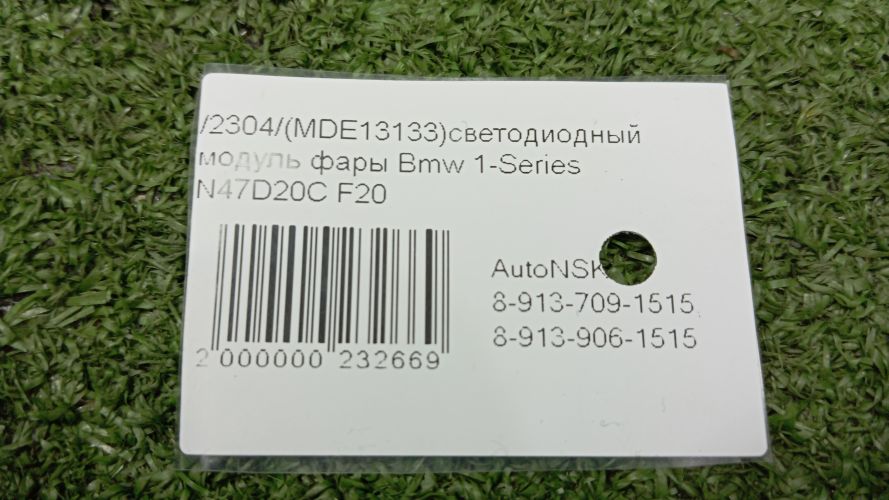 /2304/(MDE13133)светодиодный
модуль фары Bmw 1-Series
N47D20C F20
AutoNSK
8-913-709-1515
8-913-906-1515
2 000000 232669